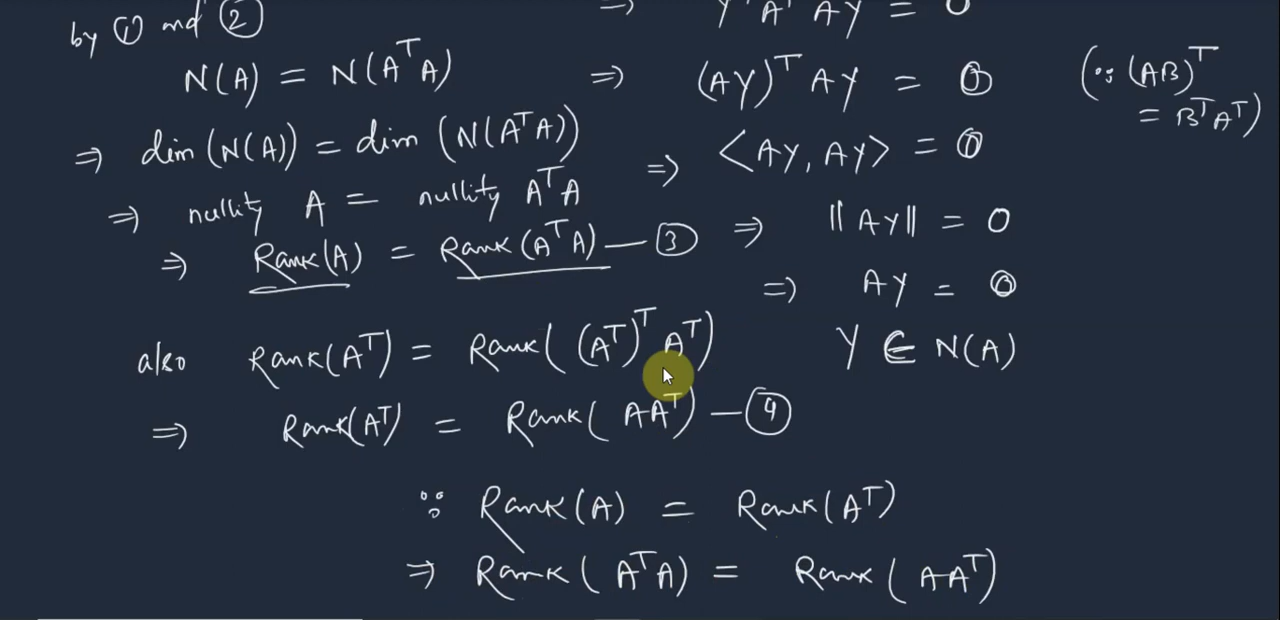 by ① and ②
N(A) = N(AᵀA)
⇒ dim (N(A)) = dim (N(AᵀA))
⇒ nullity A = nullity AᵀA
⇒ Rank(A) = Rank(AᵀA) — ③
also Rank(Aᵀ) = Rank((Aᵀ)ᵀ Aᵀ)
⇒ Rank(Aᵀ) = Rank(AAᵀ) — ④
∵ Rank(A) = Rank(Aᵀ)
⇒ Rank(AᵀA) = Rank(AAᵀ)
⇒ YᵀAᵀAY = 0
⇒ (AY)ᵀ AY = 0
(∵ (AB)ᵀ
= BᵀAᵀ)
⇒ <AY, AY> = 0
⇒ ‖AY‖ = 0
⇒ AY = 0
Y ∈ N(A)